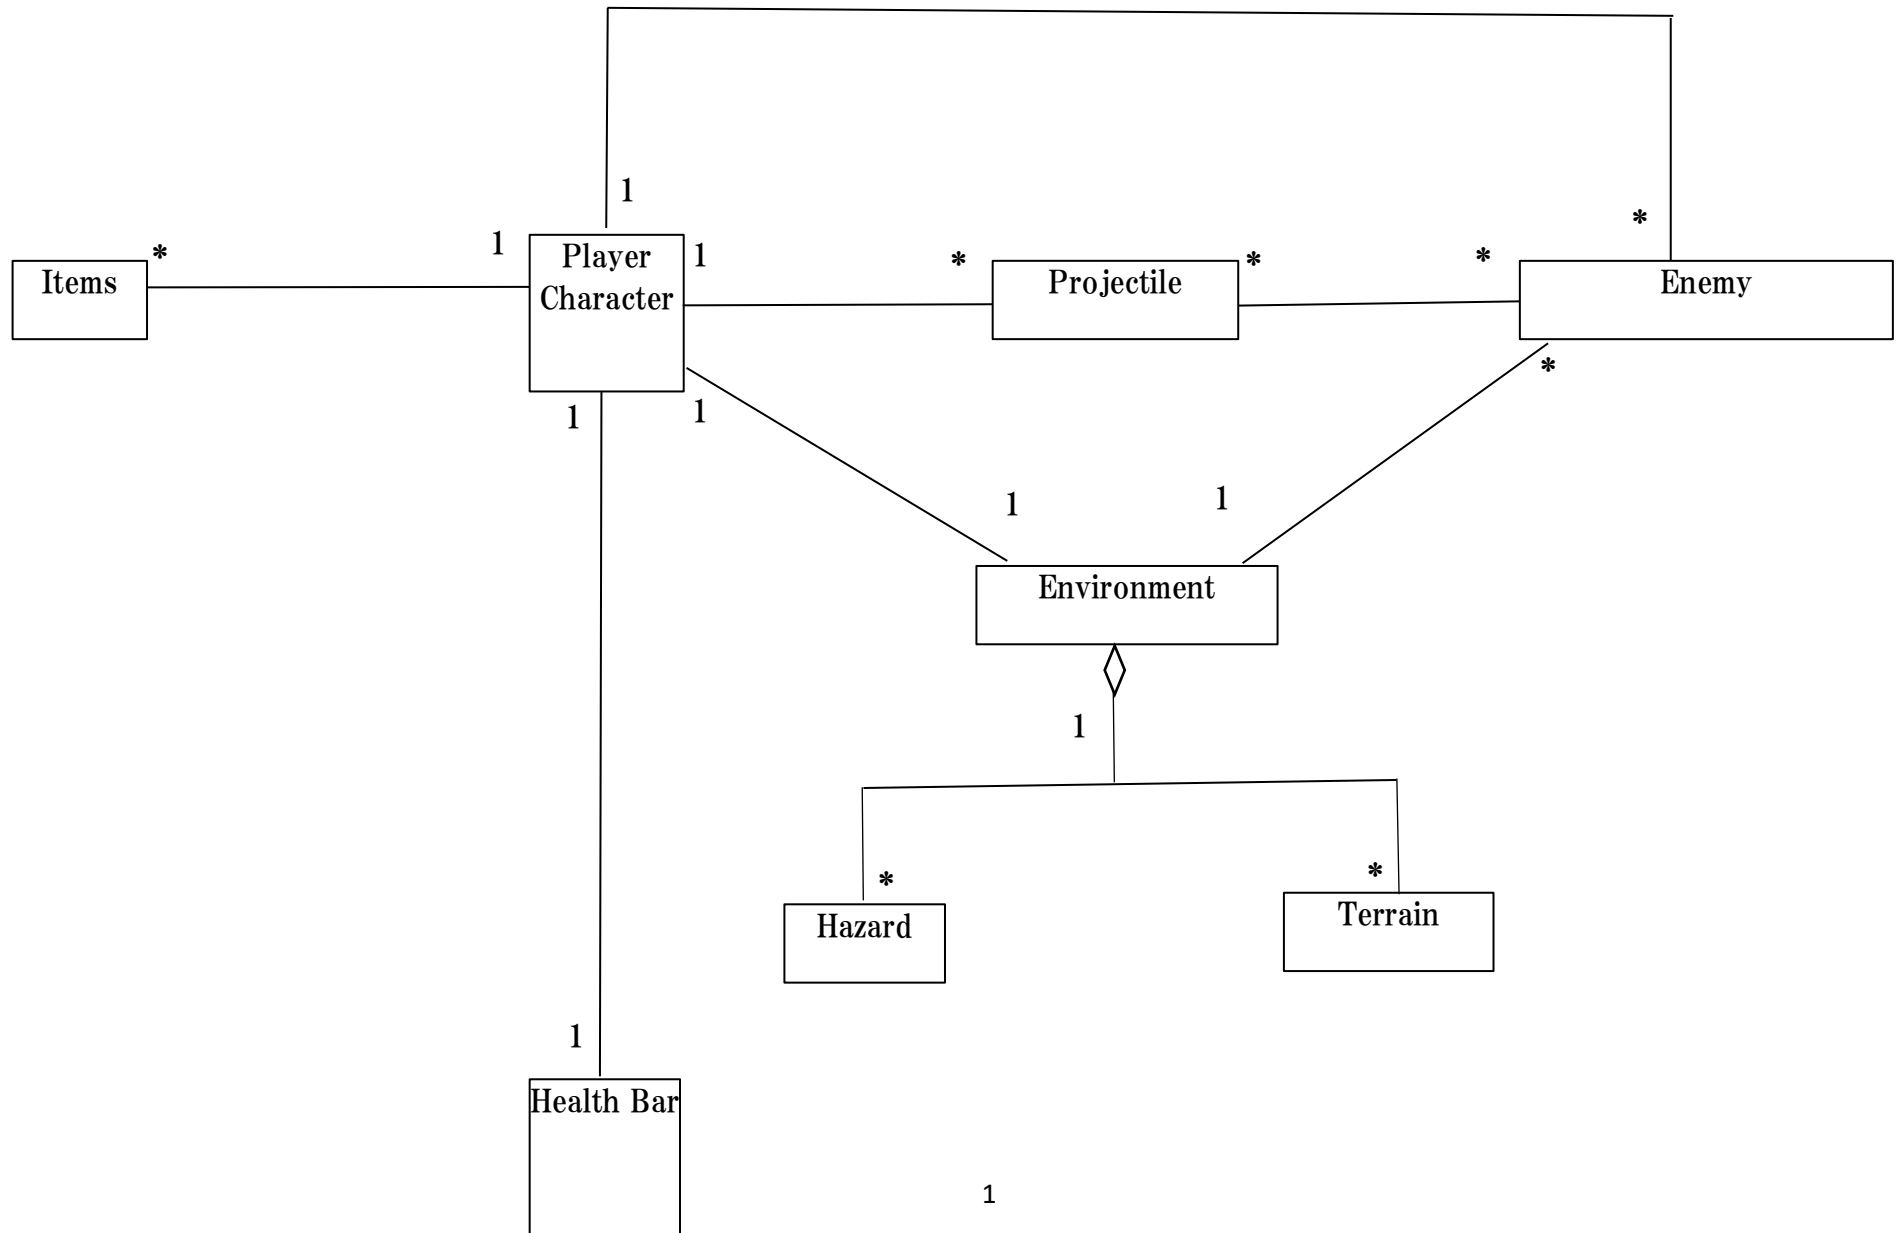 1
*
1
*
Items
Player
Character
1
*
Projectile
*
*
Enemy
1
1
*
1
1
Environment
1
*
*
Hazard
Terrain
1
Health Bar
1